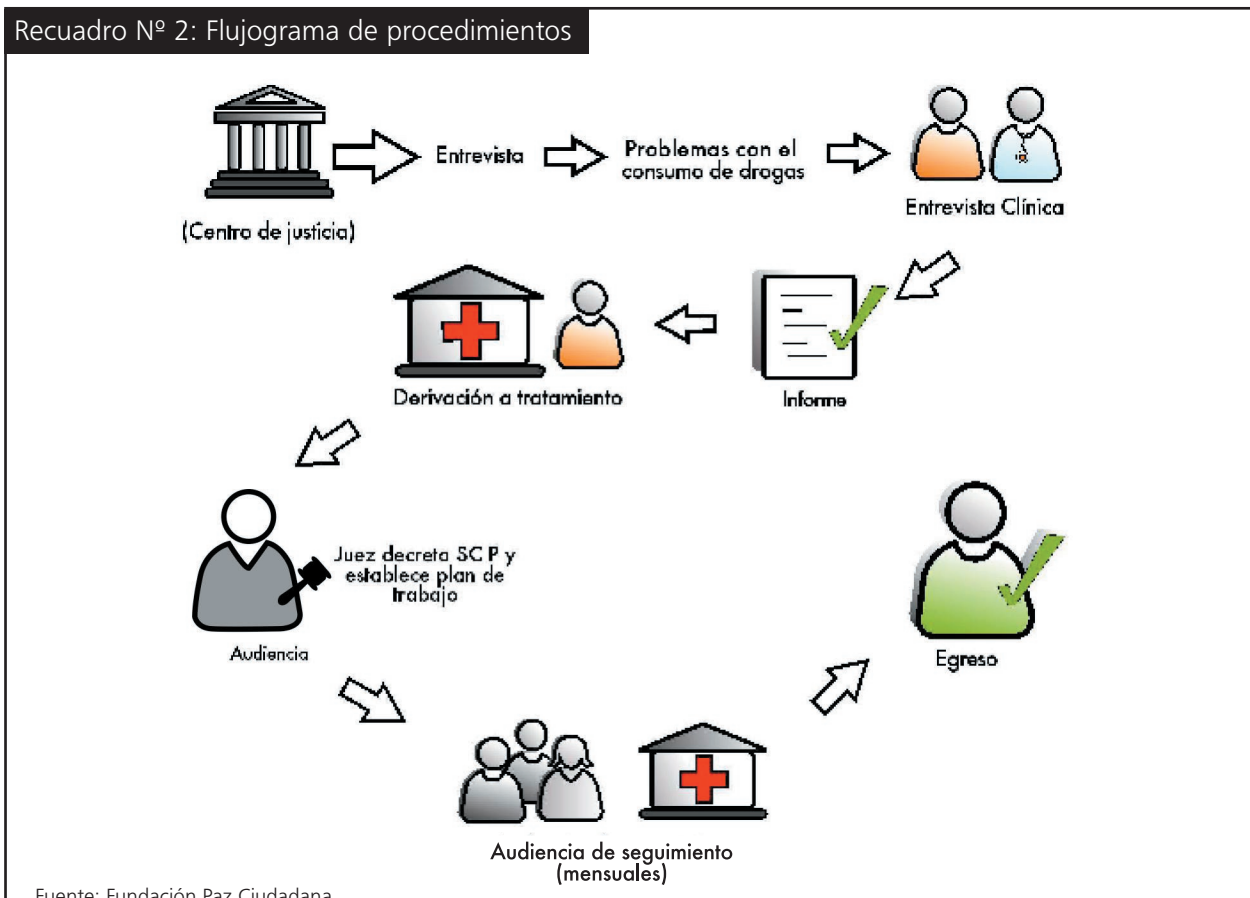 Recuadro Nº 2: Flujograma de procedimientos
(Centro de justicia)
Entrevista
Problemas con el
consumo de drogas
Entrevista Clínica
Informe
Derivación a tratamiento
Juez decreta SC P y
establece plan de
trabajo
Audiencia
Audiencia de seguimiento
(mensuales)
Egreso
Fuente: Fundación Paz Ciudadana